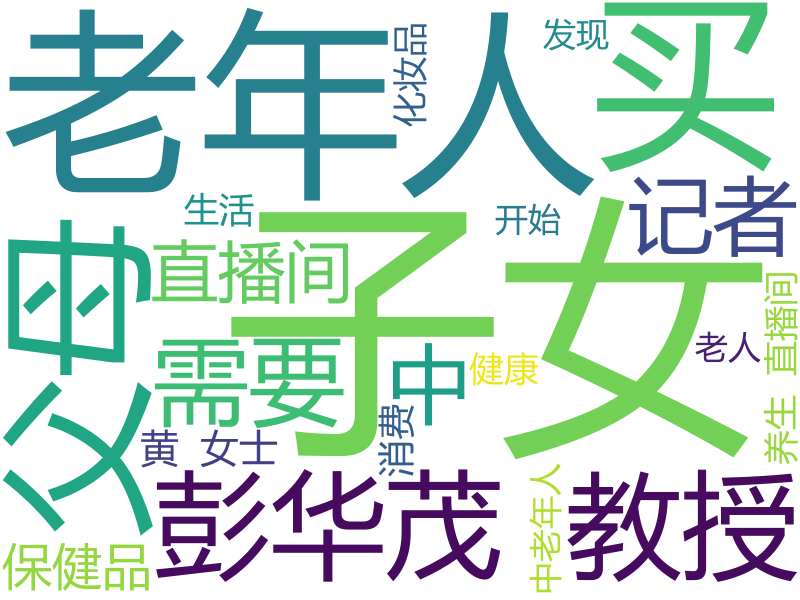 老年人
买
化妆品
发现
父母
生活
开始
记者
直播间
子女
需要
中
健康
老人
直播间
养生
消费
黄 女士
彭华茂
教授
保健品
中老年人